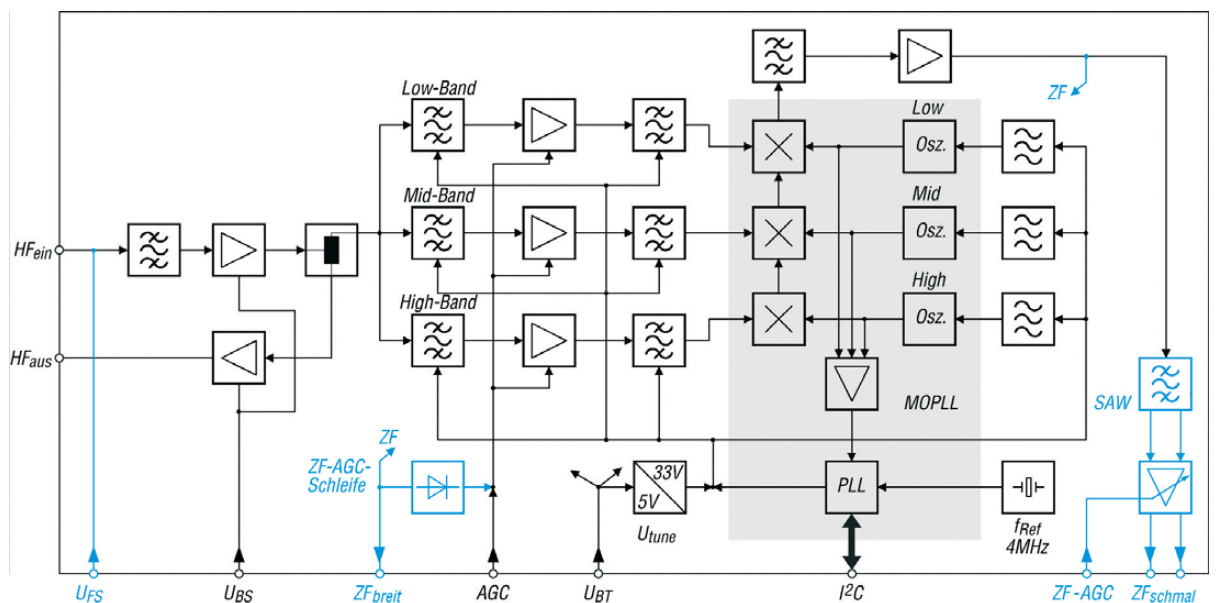 Low-Band
ZF
Low
Osz.
Mid-Band
Mid
Osz.
HFein
High-Band
High
Osz.
HFaus
MOPLL
SAW
ZF
ZF-AGC-
Schleife
33V
5V
Utune
PLL
fRef
4MHz
UFS
UBS
ZFbreit
AGC
UBT
I²C
ZF-AGC
ZFschmal